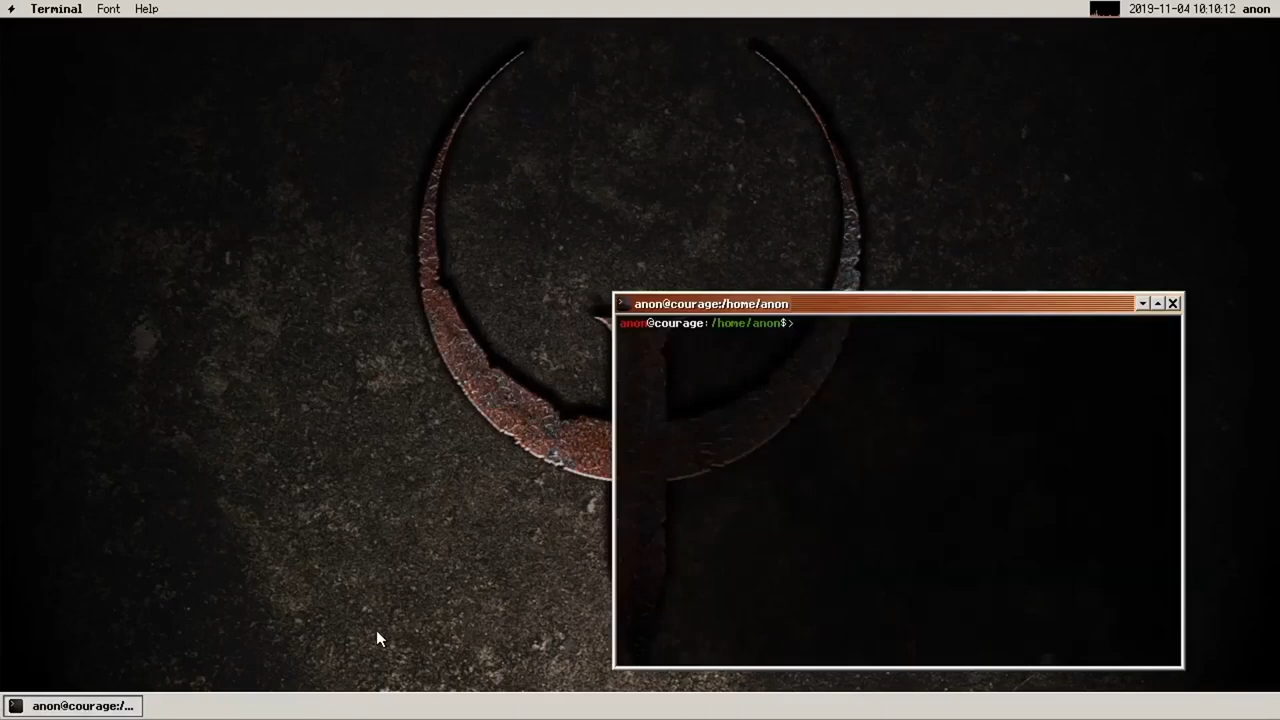 Terminal Font Help 2019-11-04 10:10:12 anon
anon@courage:/home/anon
anon@courage:/home/anon$>
anon@courage:/...